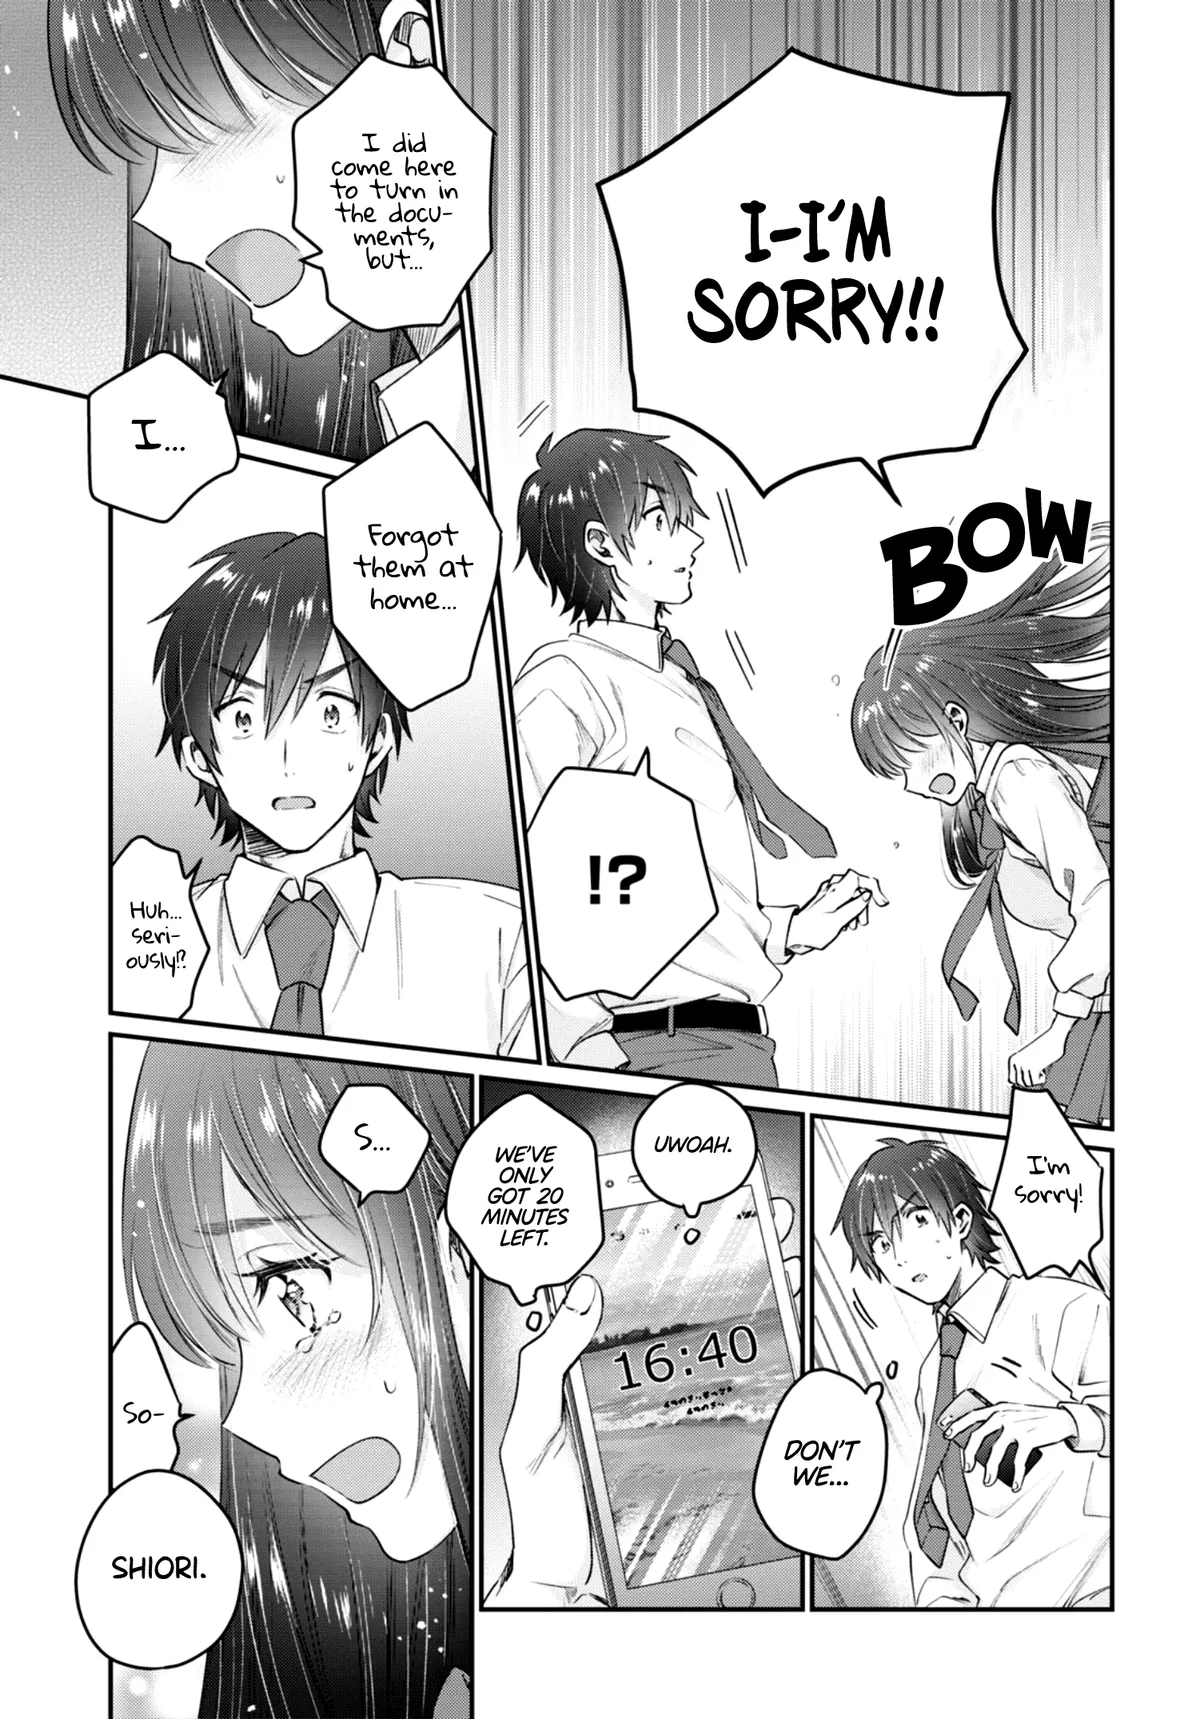 I-I'M
SORRY!!
BOW
!?
I did
come here
to turn in
the docu-
ments,
but...
I...
Forgot
them at
home...
Huh...
seri-
ously!?
I'm
sorry!
DON'T
WE...
UWOAH.
16:40
WE'VE
ONLY
GOT 20
MINUTES
LEFT.
S...
So-
SHIORI.